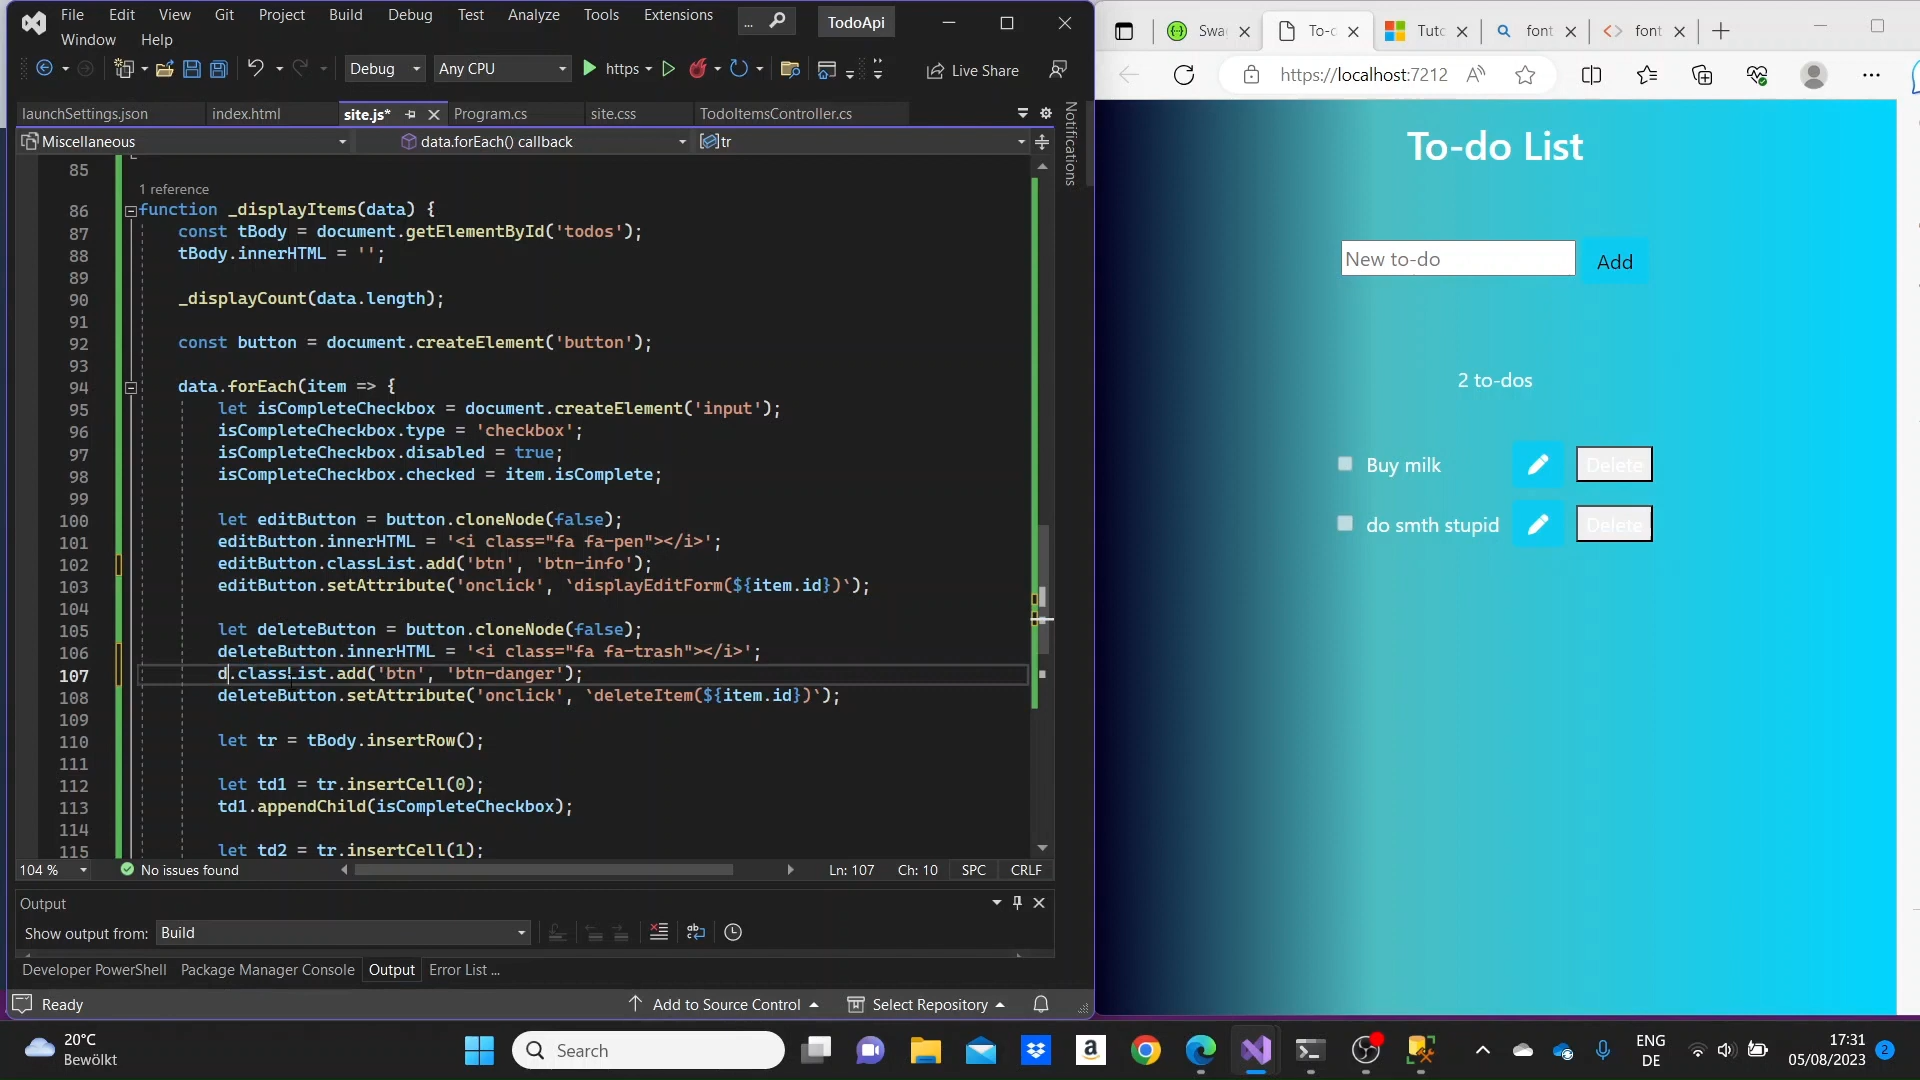 File Edit View Git Project Build Debug Test Analyze Tools Extensions ... TodoApi
Window Help
Debug Any CPU https Live Share
launchSettings.json index.html site.js* Program.cs site.css TodoItemsController.cs
Miscellaneous data.forEach() callback tr
Notifications
85
1 reference
86 function _displayItems(data) {
87 const tBody = document.getElementById('todos');
88 tBody.innerHTML = '';
89
90 _displayCount(data.length);
91
92 const button = document.createElement('button');
93
94 data.forEach(item => {
95 let isCompleteCheckbox = document.createElement('input');
96 isCompleteCheckbox.type = 'checkbox';
97 isCompleteCheckbox.disabled = true;
98 isCompleteCheckbox.checked = item.isComplete;
99
100 let editButton = button.cloneNode(false);
101 editButton.innerHTML = '<i class="fa fa-pen"></i>';
102 editButton.classList.add('btn', 'btn-info');
103 editButton.setAttribute('onclick', `displayEditForm(${item.id})`);
104
105 let deleteButton = button.cloneNode(false);
106 deleteButton.innerHTML = '<i class="fa fa-trash"></i>';
107 d.classList.add('btn', 'btn-danger');
108 deleteButton.setAttribute('onclick', `deleteItem(${item.id})`);
109
110 let tr = tBody.insertRow();
111
112 let td1 = tr.insertCell(0);
113 td1.appendChild(isCompleteCheckbox);
114
115 let td2 = tr.insertCell(1);
104 % No issues found Ln: 107 Ch: 10 SPC CRLF
Output
Show output from: Build
Developer PowerShell Package Manager Console Output Error List ...
Ready Add to Source Control Select Repository
Swa To-d Tuto font font
https://localhost:7212
To-do List
New to-do Add
2 to-dos
Buy milk Delete
do smth stupid Delete
20°C
Bewölkt
Search
ENG
DE
17:31
05/08/2023
2